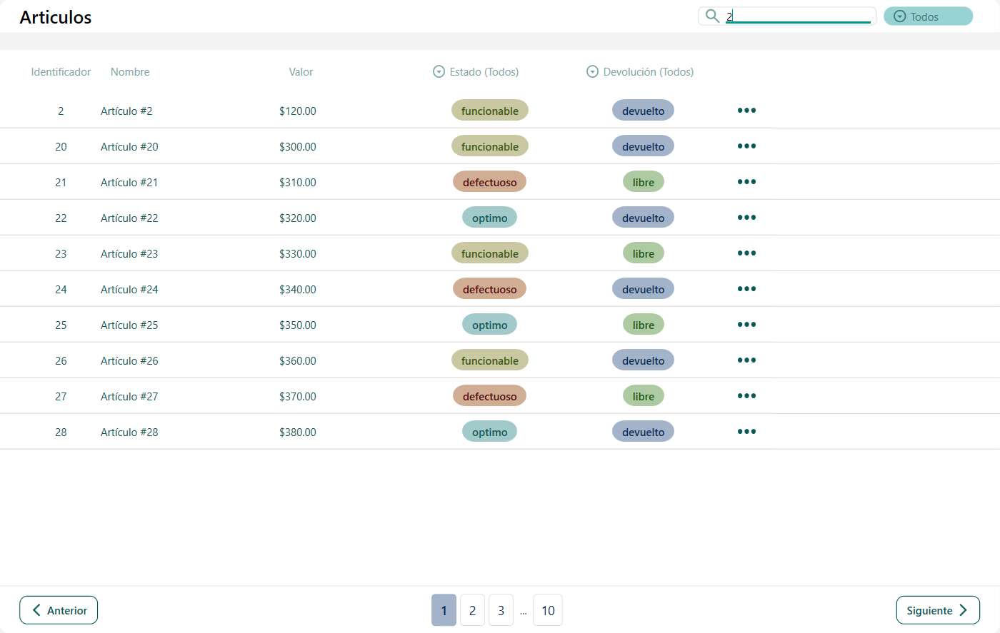 Articulos 2 Todos
Identificador Nombre Valor Estado (Todos) Devolución (Todos)
2 Artículo #2 $120.00 funcionable devuelto
20 Artículo #20 $300.00 funcionable devuelto
21 Artículo #21 $310.00 defectuoso libre
22 Artículo #22 $320.00 optimo devuelto
23 Artículo #23 $330.00 funcionable libre
24 Artículo #24 $340.00 defectuoso devuelto
25 Artículo #25 $350.00 optimo libre
26 Artículo #26 $360.00 funcionable devuelto
27 Artículo #27 $370.00 defectuoso libre
28 Artículo #28 $380.00 optimo devuelto
Anterior 1 2 3 ... 10 Siguiente